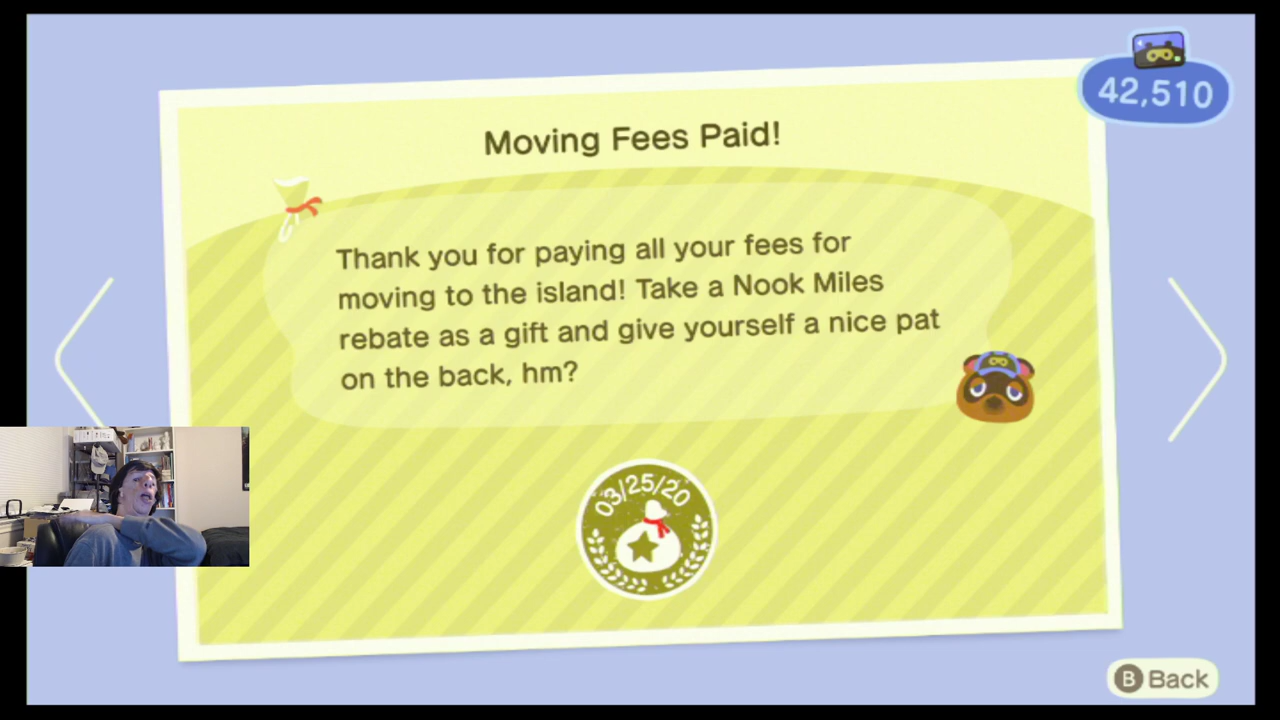 42,510
Moving Fees Paid!
Thank you for paying all your fees for
moving to the island! Take a Nook Miles
rebate as a gift and give yourself a nice pat
on the back, hm?
03/25/20
B Back